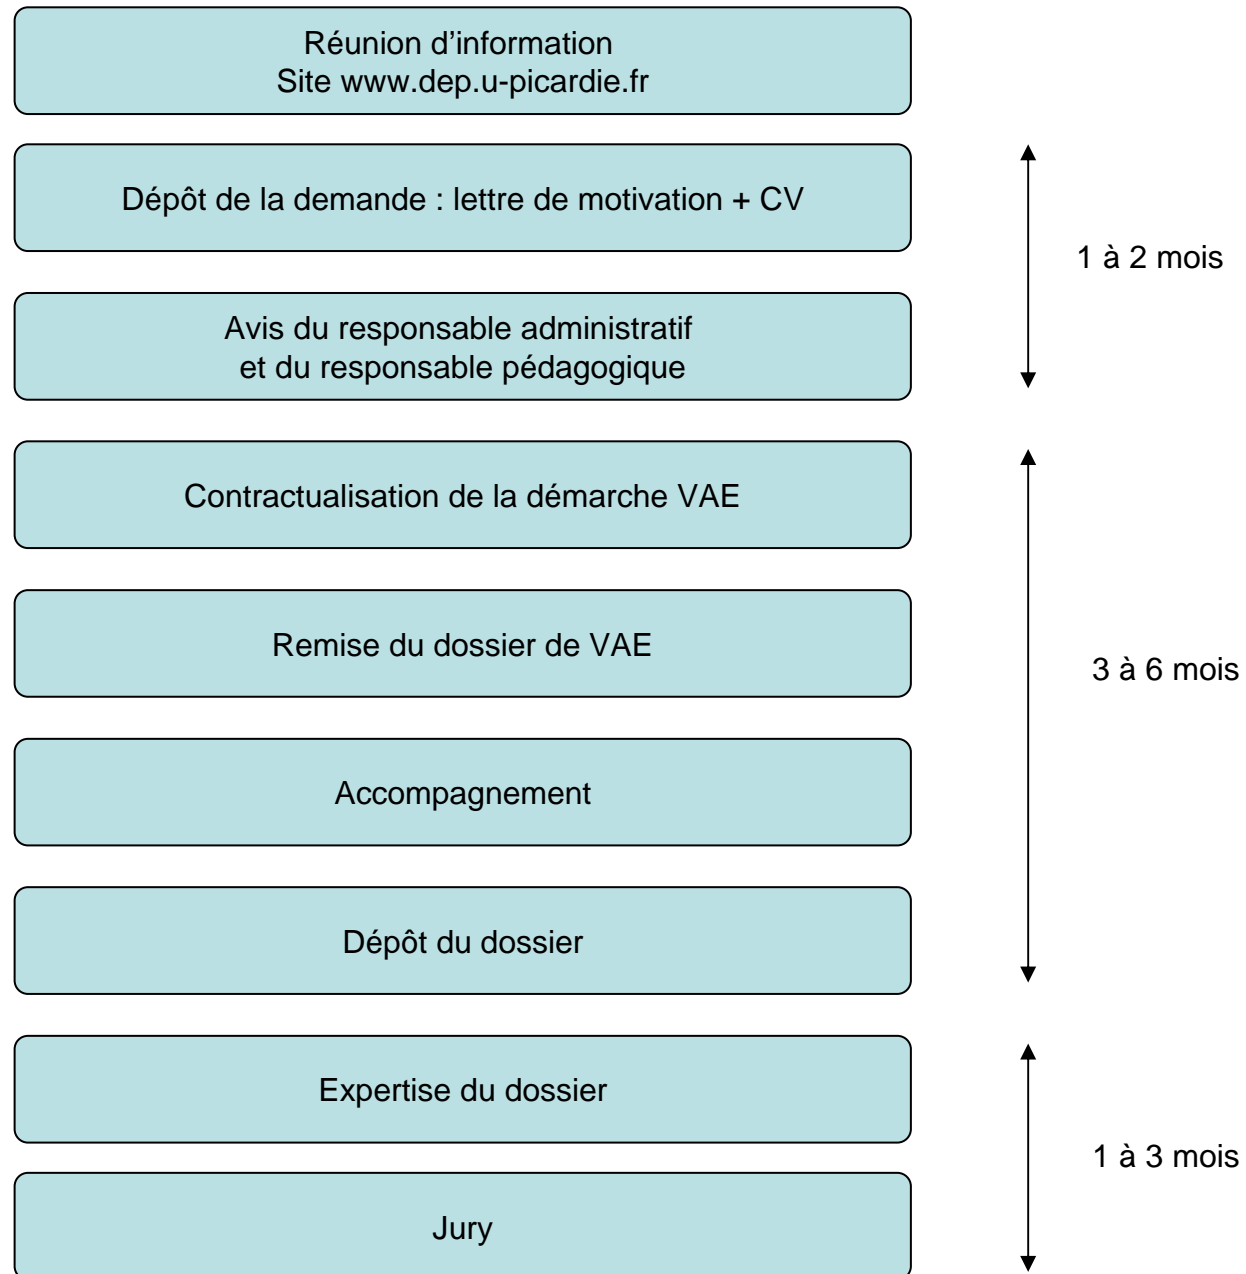 Réunion d’information
Site www.dep.u-picardie.fr
Dépôt de la demande : lettre de motivation + CV
1 à 2 mois
Avis du responsable administratif
et du responsable pédagogique
Contractualisation de la démarche VAE
Remise du dossier de VAE
3 à 6 mois
Accompagnement
Dépôt du dossier
Expertise du dossier
1 à 3 mois
Jury